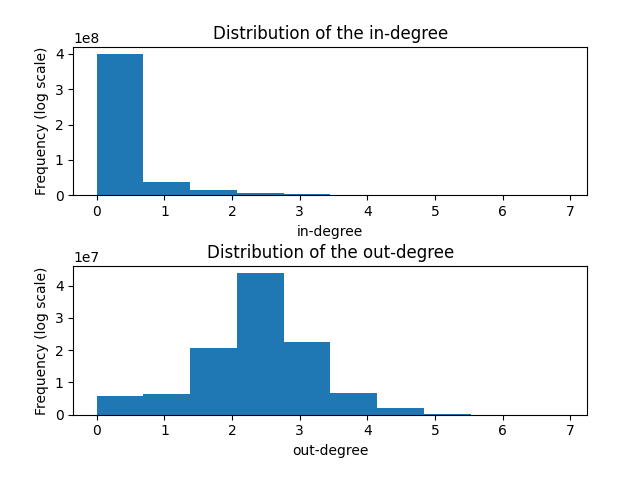 Distribution of the in-degree
1e8
Frequency (log scale)
4
3
2
1
0
0 1 2 3 4 5 6 7
in-degree
Distribution of the out-degree
1e7
Frequency (log scale)
4
3
2
1
0
0 1 2 3 4 5 6 7
out-degree